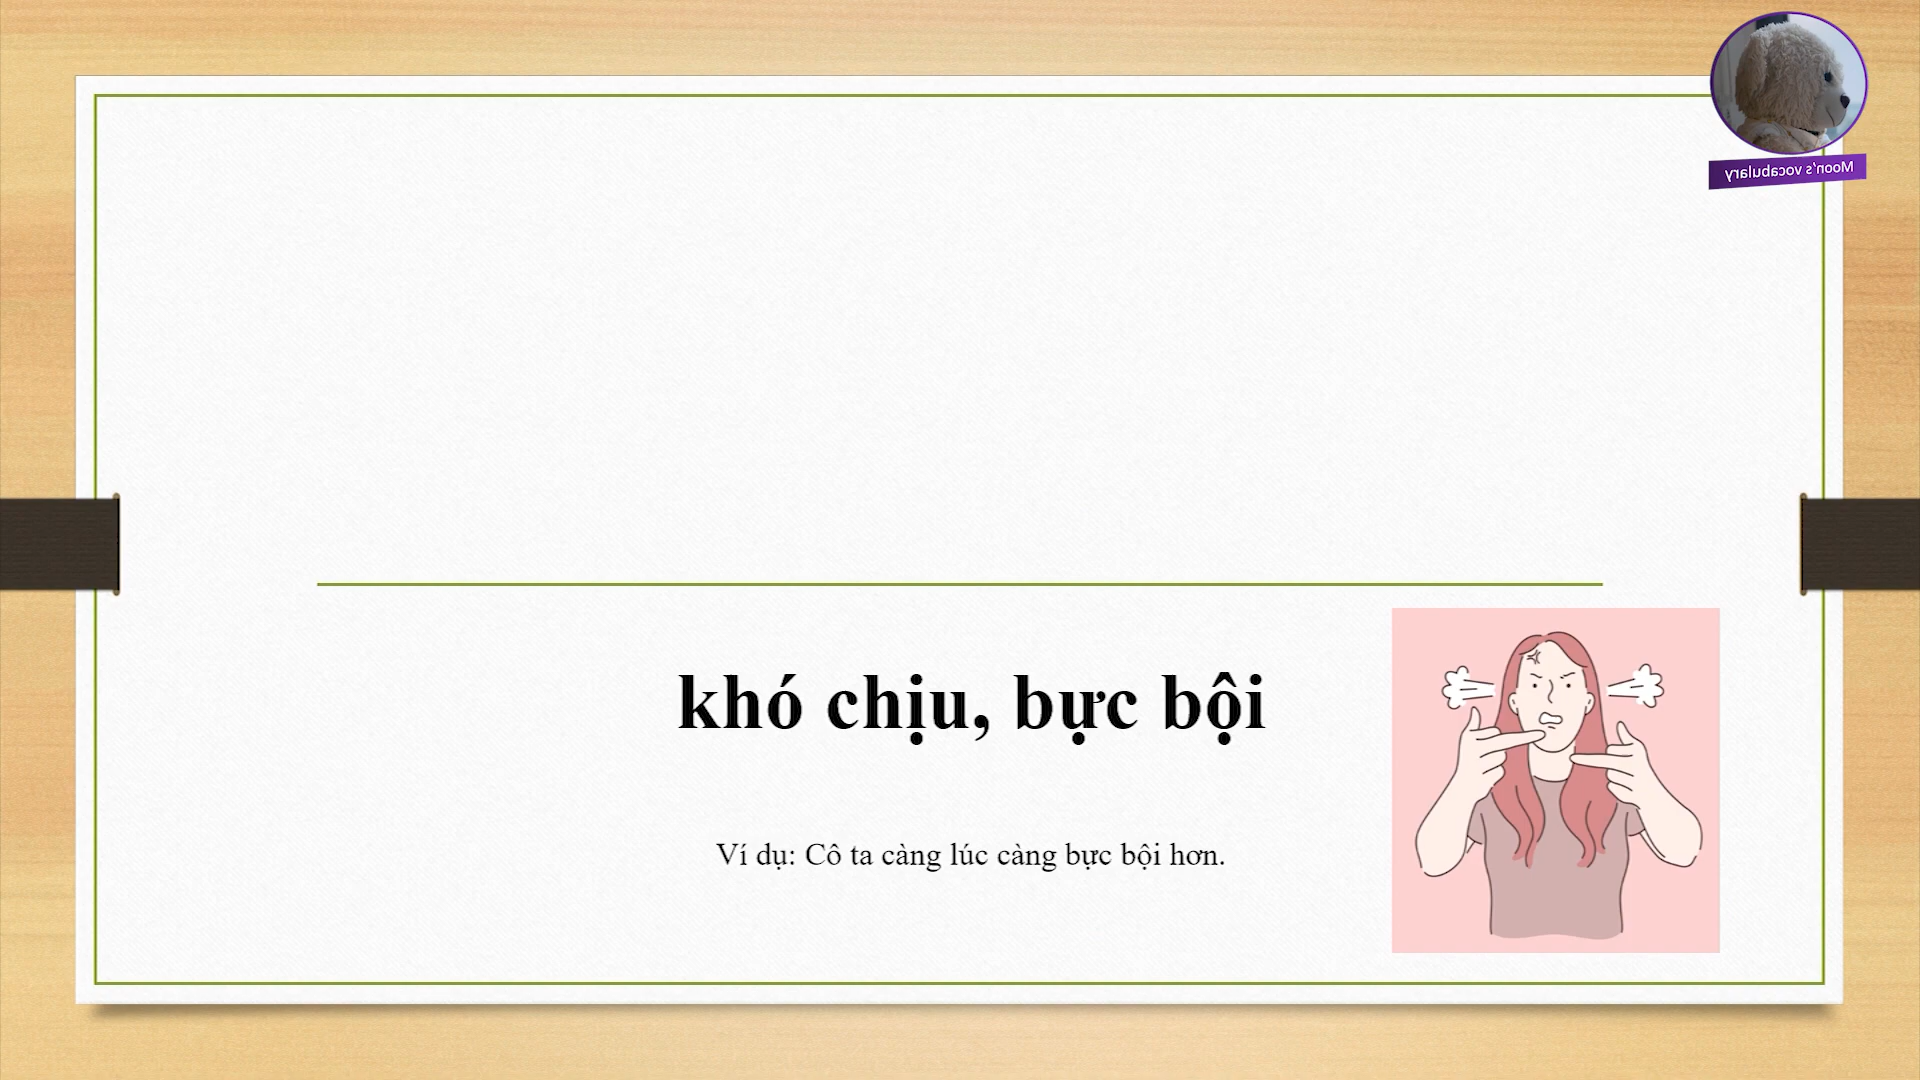 Moon's vocabulary
khó chịu, bực bội
Ví dụ: Cô ta càng lúc càng bực bội hơn.